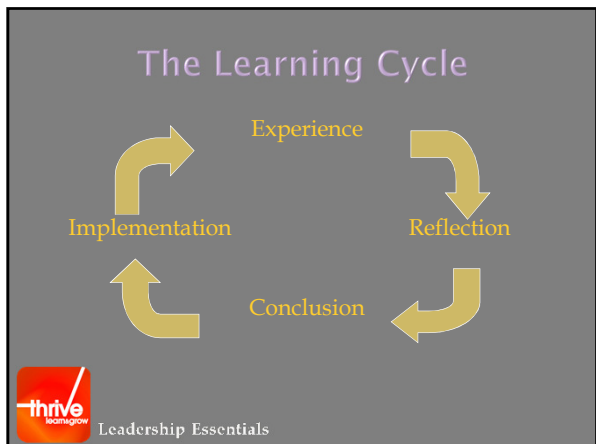 The Learning Cycle
Experience
Implementation
Reflection
Conclusion
thrive
learn&grow
Leadership Essentials